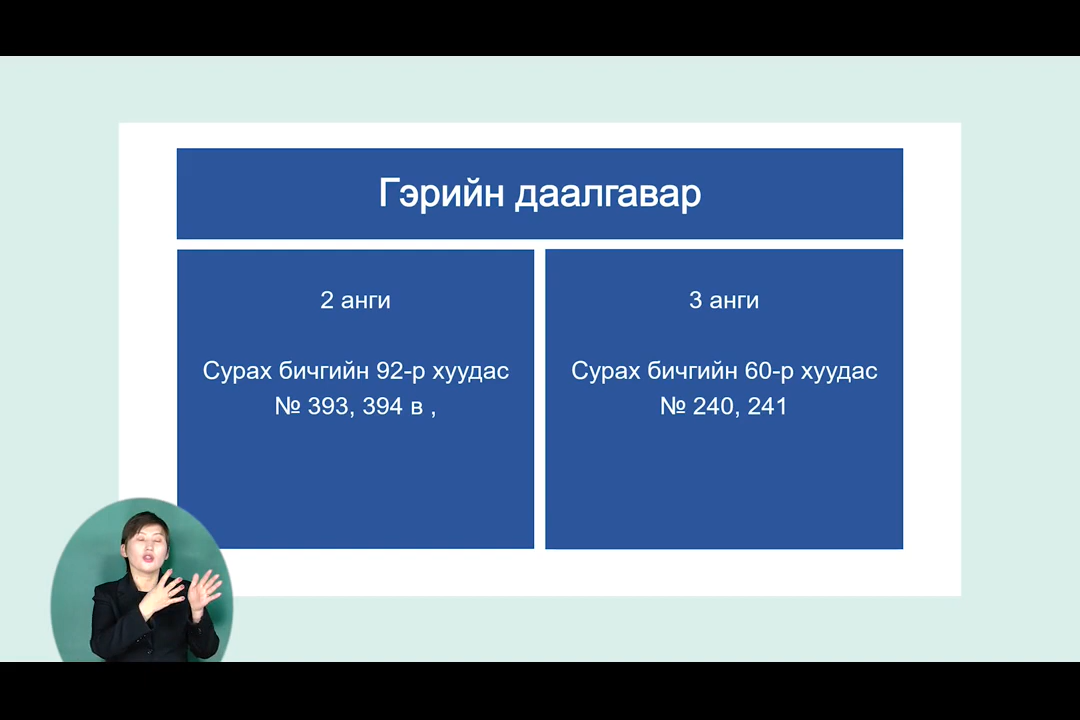 Гэрийн даалгавар
2 анги
Сурах бичгийн 92-р хуудас
№ 393, 394 в ,
3 анги
Сурах бичгийн 60-р хуудас
№ 240, 241